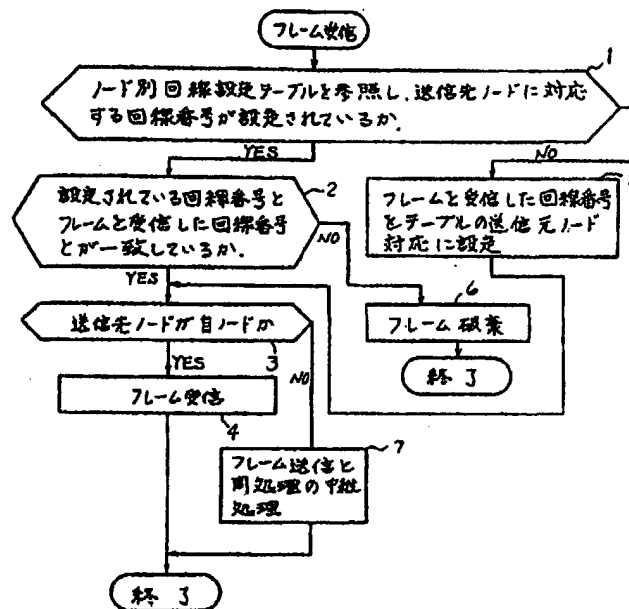 フレーム受信
1
ノード別回線設定テーブルを参照し、送信先ノードに対応
する回線番号が設定されているか.
YES
NO
2
設定されている回線番号と
フレームと受信した回線番号
とが一致しているか.
NO
YES
フレームと受信した回線番号
をテーブルの送信元ノード
対応に設定
6
フレーム破棄
終了
送信先ノードが自ノードか
3
YES
NO
フレーム受信
4
7
フレーム送信と
同処理の中継
処理
終了